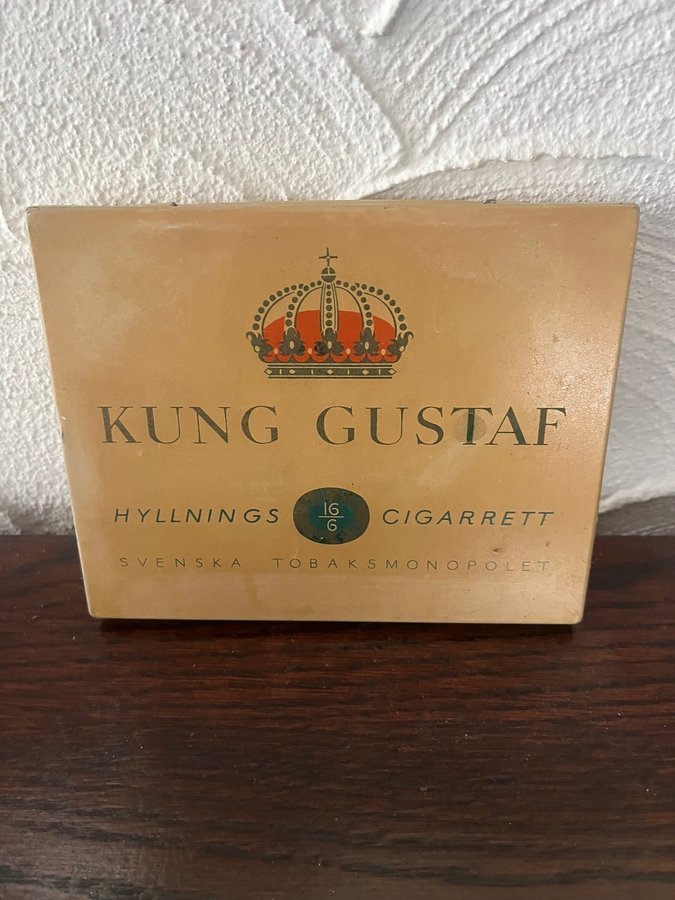 KUNG GUSTAF
HYLLNINGS 16/6 CIGARRETT
SVENSKA TOBAKSMONOPOLET